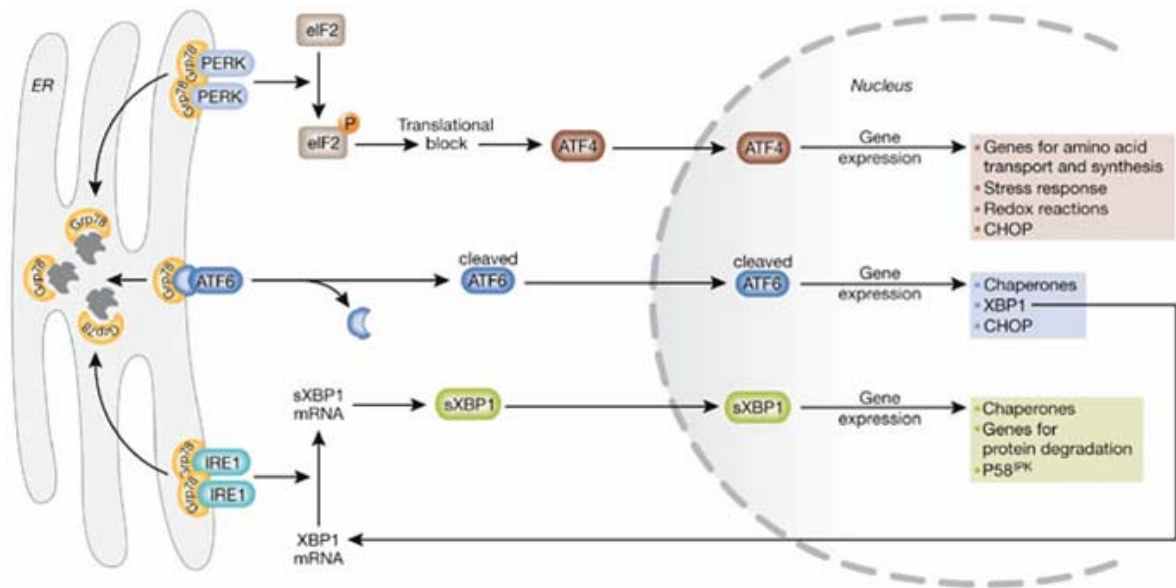 ER
Nucleus
eIF2
Grp78
PERK
Grp78
PERK
P
eIF2
Translational
block
ATF4
ATF4
Gene
expression
Genes for amino acid
transport and synthesis
Stress response
Redox reactions
CHOP
Grp78
Grp78
Grp78
Grp78
ATF6
cleaved
ATF6
cleaved
ATF6
Gene
expression
Chaperones
XBP1
CHOP
sXBP1
mRNA
sXBP1
sXBP1
Gene
expression
Chaperones
Genes for
protein degradation
P58IPK
Grp78
IRE1
Grp78
IRE1
XBP1
mRNA